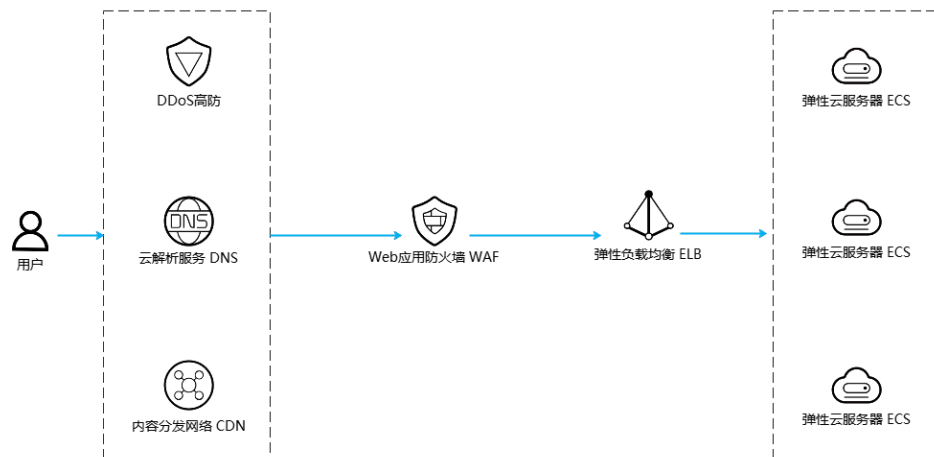 DDoS高防
弹性云服务器 ECS
用户
DNS
云解析服务 DNS
Web应用防火墙 WAF
弹性负载均衡 ELB
弹性云服务器 ECS
内容分发网络 CDN
弹性云服务器 ECS